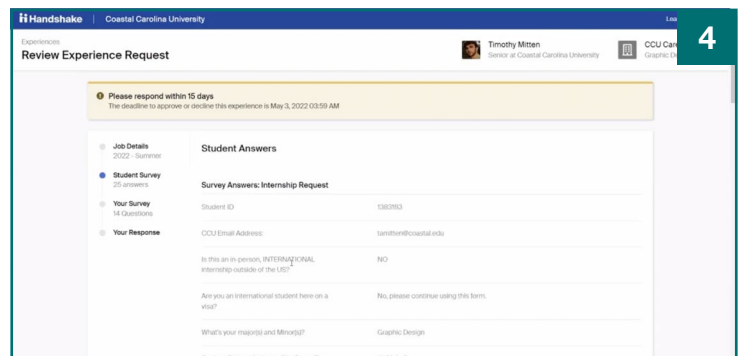 Handshake | Coastal Carolina University
4
Experiences
Review Experience Request
Timothy Mitten
Senior at Coastal Carolina University
CCU
Graphic
Please respond within 15 days
The deadline to approve or decline this experience is May 3, 2022 03:59 AM
Job Details
2022 - Summer
Student Survey
25 answers
Your Survey
14 Questions
Your Response
Student Answers
Survey Answers: Internship Request
Student ID
CCU Email Address:
tamitten@coastal.edu
Is this an in-person, INTERNATIONAL NO
internship outside of the US?
Are you an international student here on a No, please continue using this form.
visa?
What's your major(s) and Minor(s)? Graphic Design